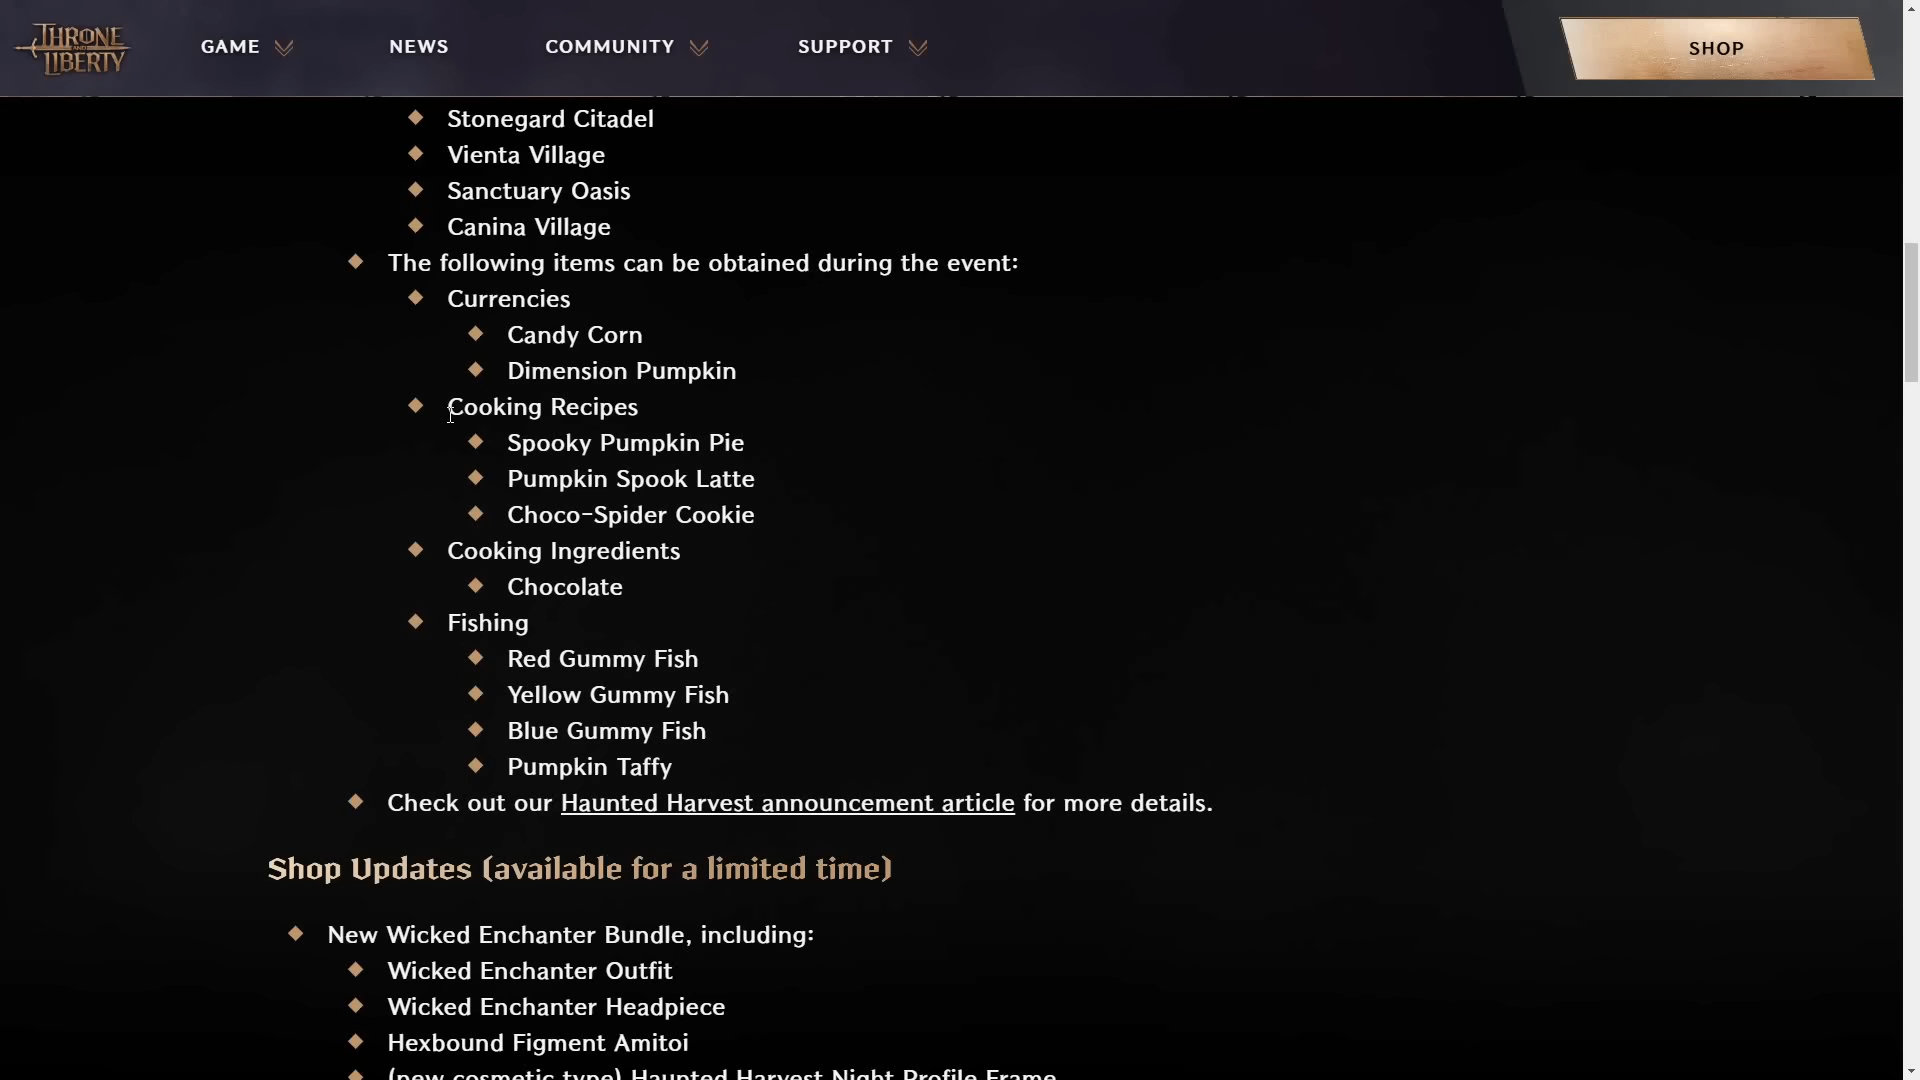 THRONE AND LIBERTY
GAME NEWS COMMUNITY SUPPORT SHOP
Stonegard Citadel
Vienta Village
Sanctuary Oasis
Canina Village
The following items can be obtained during the event:
Currencies
Candy Corn
Dimension Pumpkin
Cooking Recipes
Spooky Pumpkin Pie
Pumpkin Spook Latte
Choco-Spider Cookie
Cooking Ingredients
Chocolate
Fishing
Red Gummy Fish
Yellow Gummy Fish
Blue Gummy Fish
Pumpkin Taffy
Check out our Haunted Harvest announcement article for more details.
Shop Updates (available for a limited time)
New Wicked Enchanter Bundle, including:
Wicked Enchanter Outfit
Wicked Enchanter Headpiece
Hexbound Figment Amitoi
(new cosmetic type) Haunted Harvest Night Profile Frame